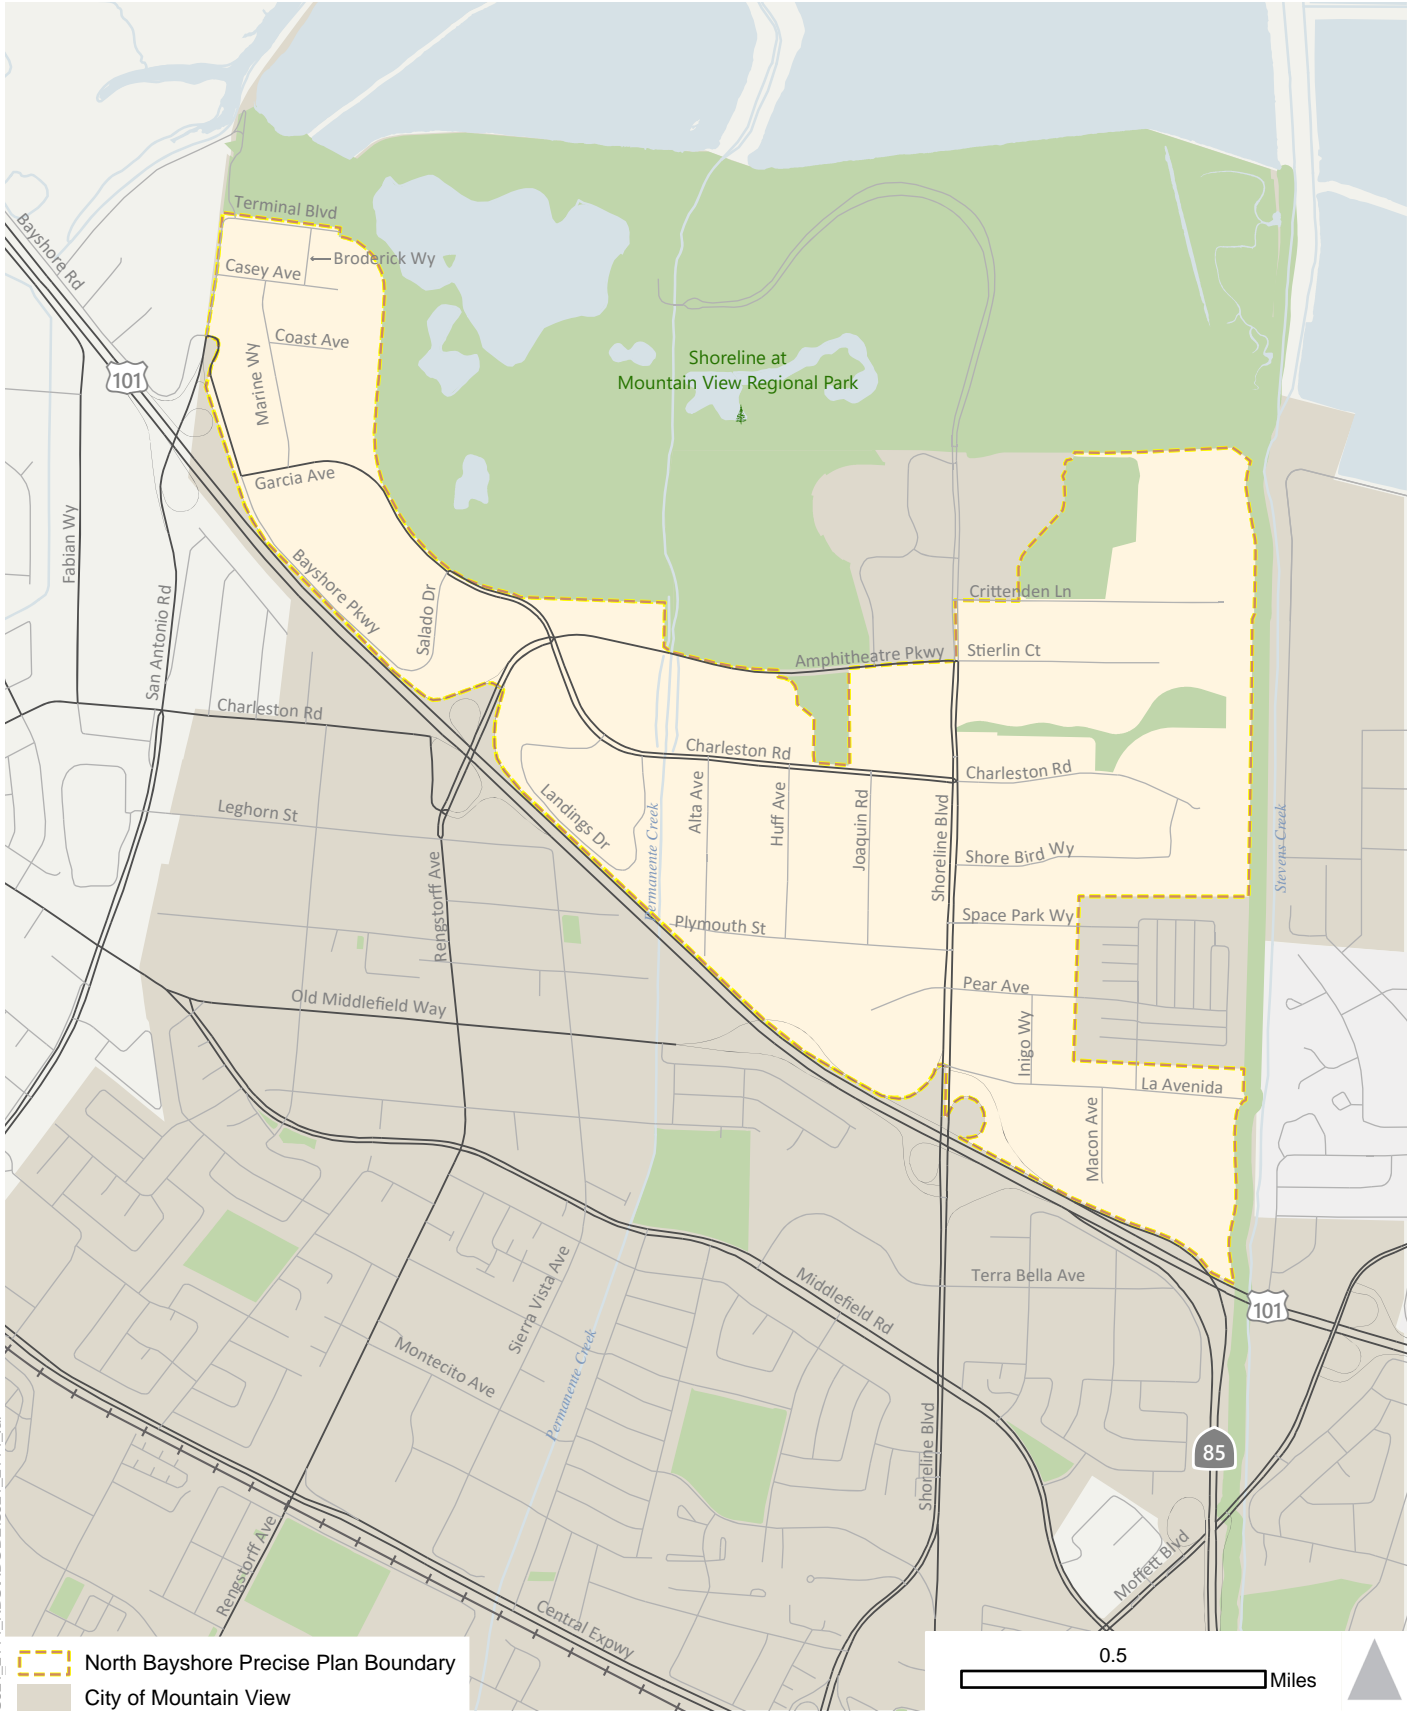 Terminal Blvd
Broderick Wy
Casey Ave
Bayshore Rd
Coast Ave
Marine Wy
101
Shoreline at
Mountain View Regional Park
Garcia Ave
Fabian Wy
San Antonio Rd
Bayshore Pkwy
Salado Dr
Crittenden Ln
Stierlin Ct
Amphitheatre Pkwy
Charleston Rd
Charleston Rd
Charleston Rd
Leghorn St
Landings Dr
Permanente Creek
Alta Ave
Huff Ave
Joaquin Rd
Shoreline Blvd
Shore Bird Wy
Stevens Creek
Rengstorff Ave
Plymouth St
Space Park Wy
Pear Ave
Inigo Wy
Old Middlefield Way
La Avenida
Macon Ave
Sierra Vista Ave
Middlefield Rd
Terra Bella Ave
101
Montecito Ave
Permanente Creek
Shoreline Blvd
85
Moffett Blvd
Rengstorff Ave
Central Expwy
North Bayshore Precise Plan Boundary
City of Mountain View
0.5
Miles